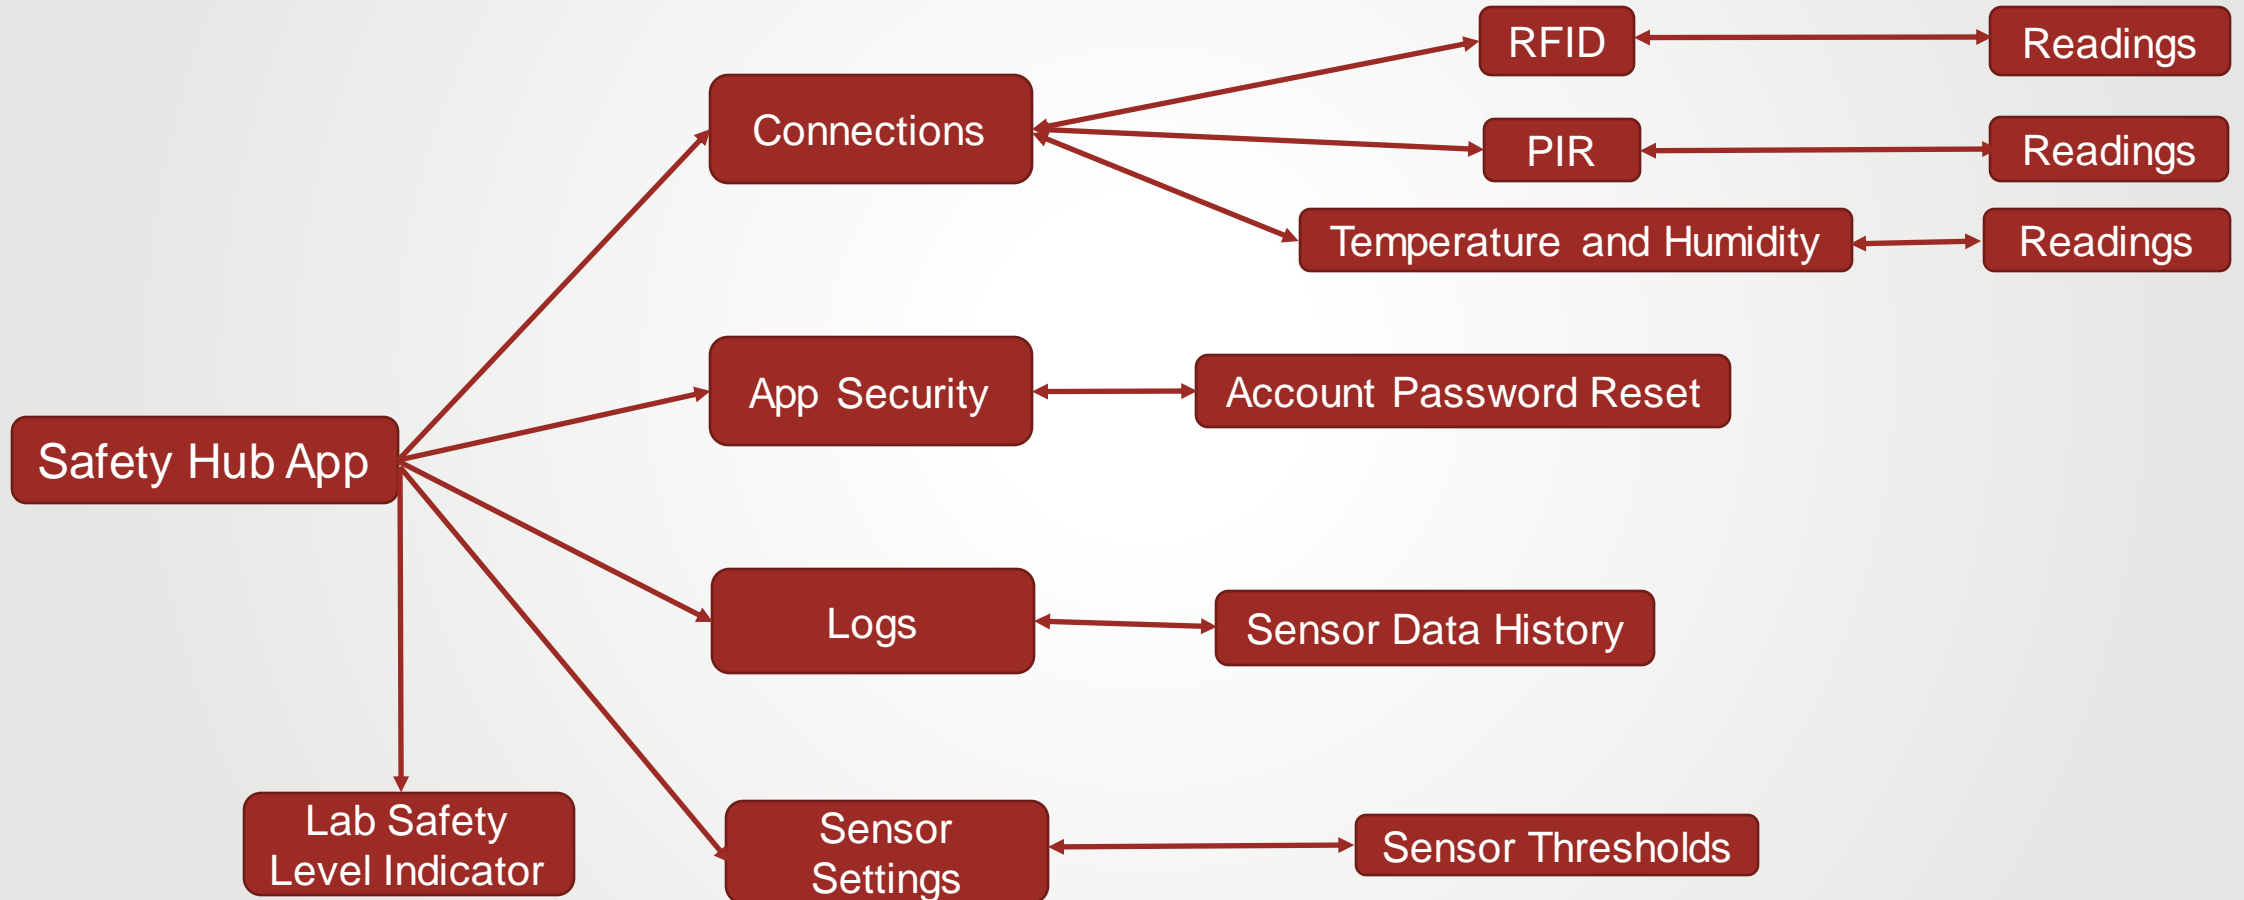 RFID
Readings
Connections
PIR
Readings
Temperature and Humidity
Readings
App Security
Account Password Reset
Safety Hub App
Logs
Sensor Data History
Lab Safety
Level Indicator
Sensor
Settings
Sensor Thresholds